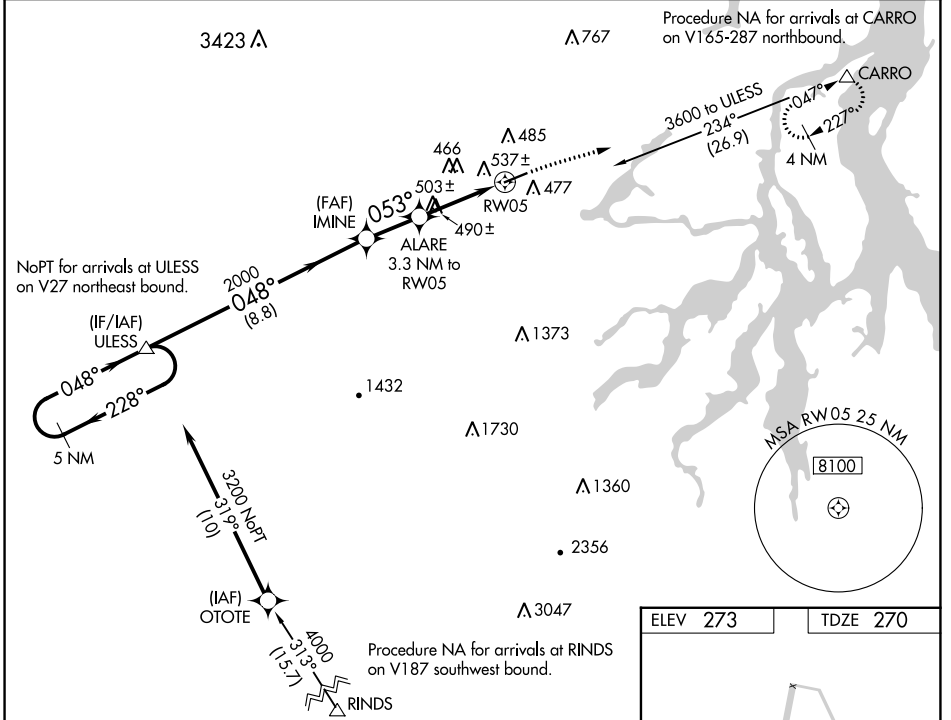 Procedure NA for arrivals at CARRO
on V165-287 northbound.
3423
767
CARRO
3600 to ULESS
234°
(26.9)
047°
227°
4 NM
485
466
537±
503±
477
RW05
490±
053°
(FAF)
IMINE
ALARE
3.3 NM to
RW05
NoPT for arrivals at ULESS
on V27 northeast bound.
2000
048°
(8.8)
(IF/IAF)
ULESS
048°
228°
5 NM
1373
1432
1730
MSA RW05 25 NM
8100
1360
3200 NoPT
319°
(10)
2356
(IAF)
OTOTE
3047
4000
313°
(15.7)
Procedure NA for arrivals at RINDS
on V187 southwest bound.
RINDS
ELEV 273
TDZE 270